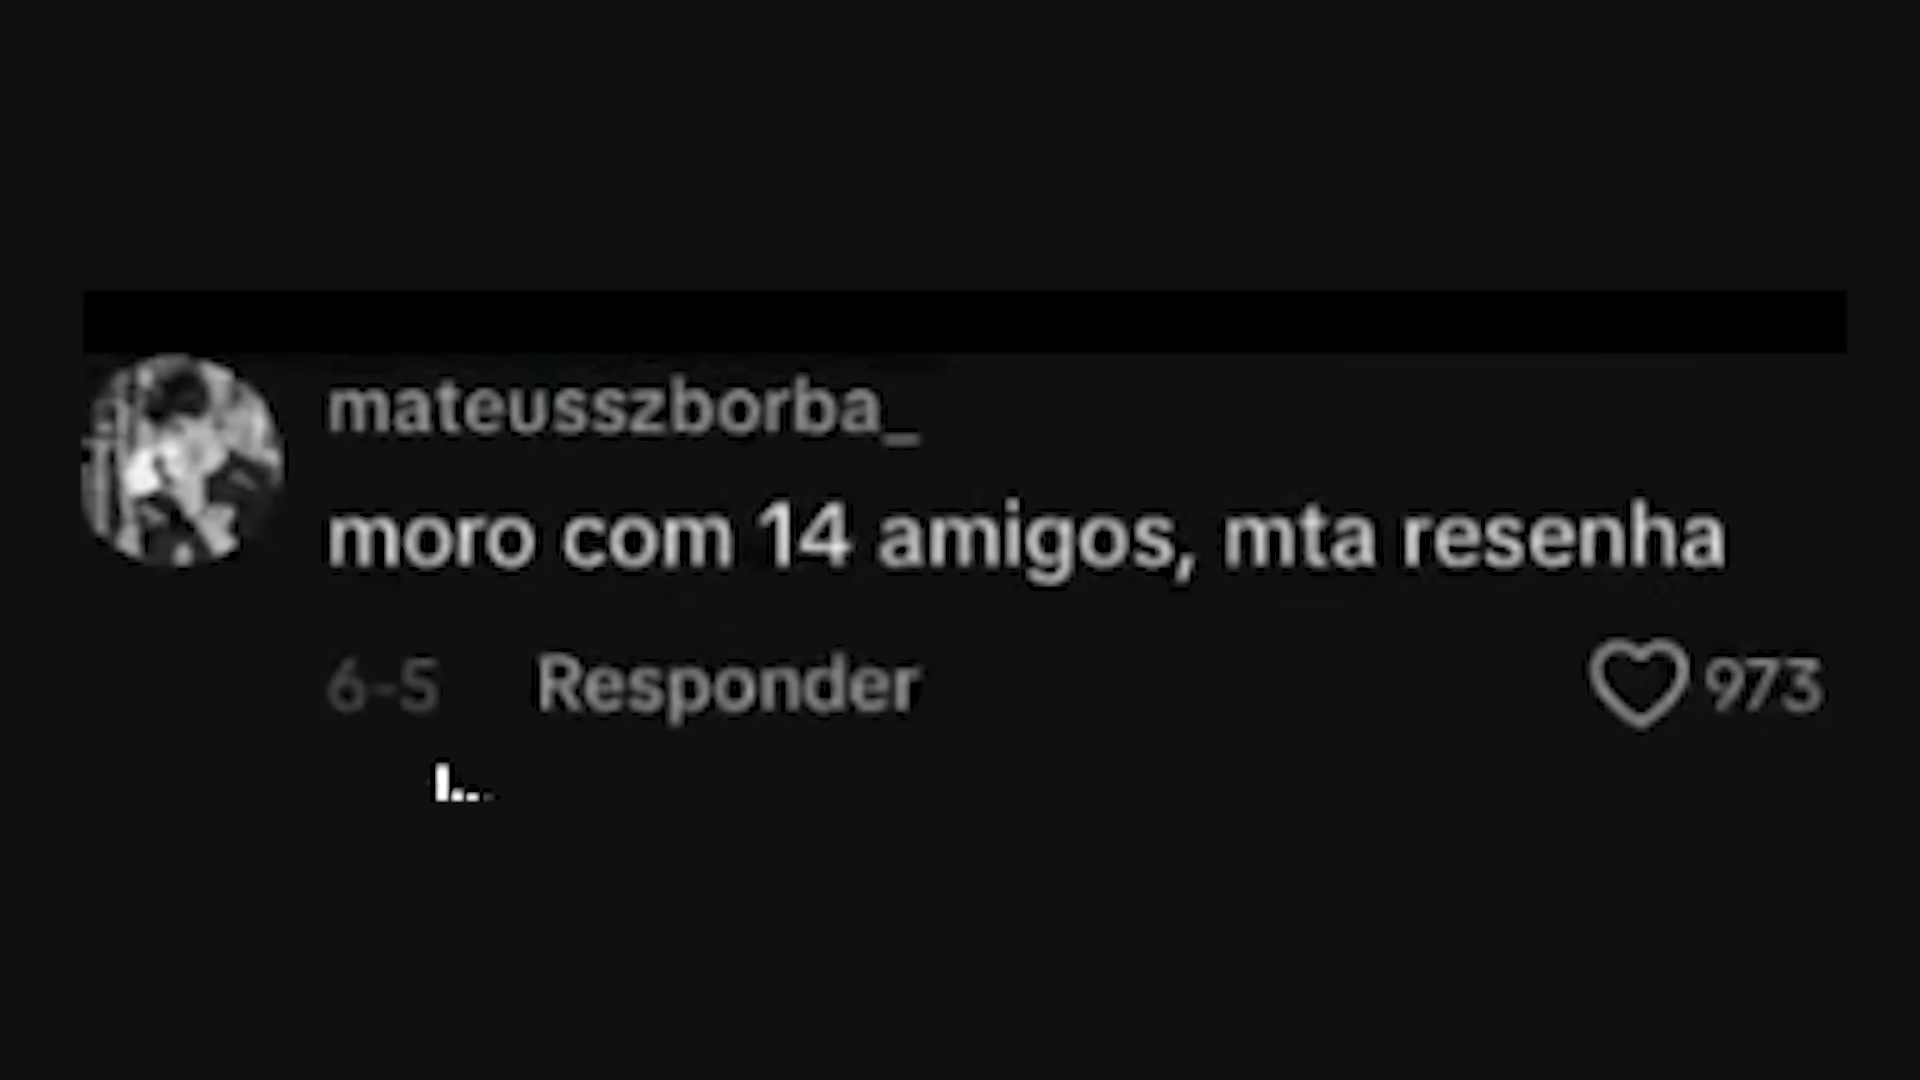 mateusszborba_
moro com 14 amigos, mta resenha
6-5 Responder 973